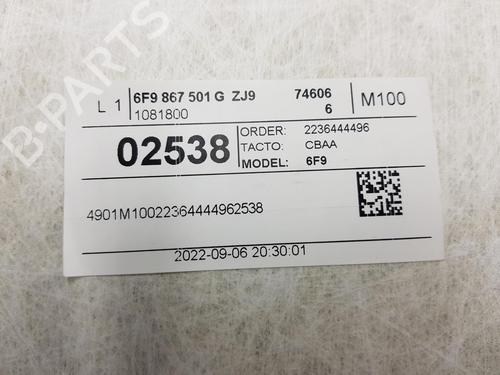 B-PARTS
L 1
6F9 867 501 G ZJ9
74606
1081800
6
M100
02538
ORDER: 2236444496
TACTO: CBAA
MODEL: 6F9
4901M10022364444962538
2022-09-06 20:30:01